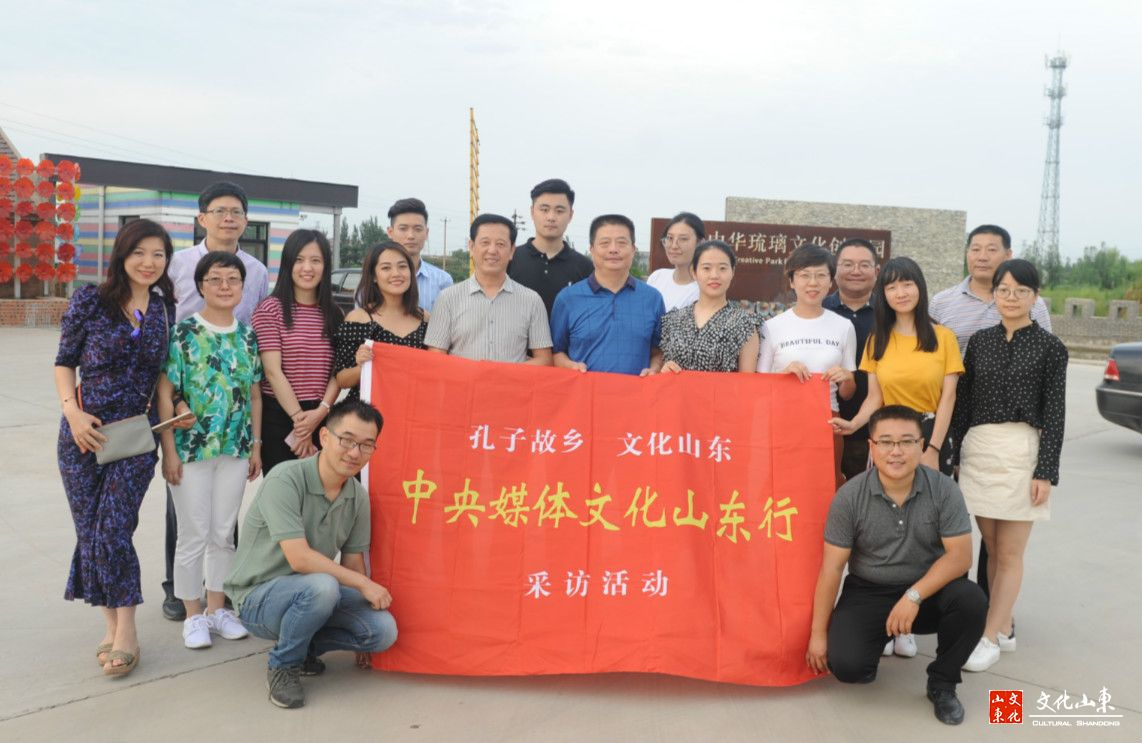 中华琉璃文化创
Creative Park
BEAUTIFUL DAY
孔子故乡 文化山东
中央媒体文化山东行
采访活动
山文
東化
文化山東
CULTURAL SHANDONG